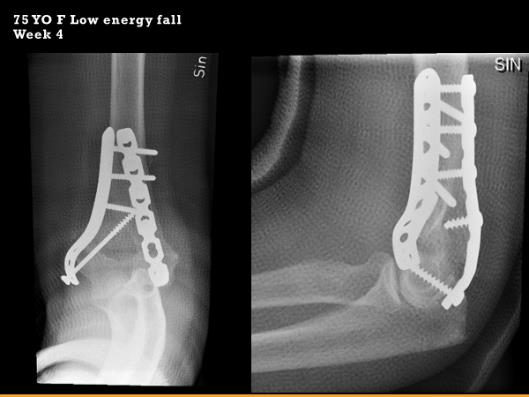 75 YO F Low energy fall
Week 4
Sin
SIN